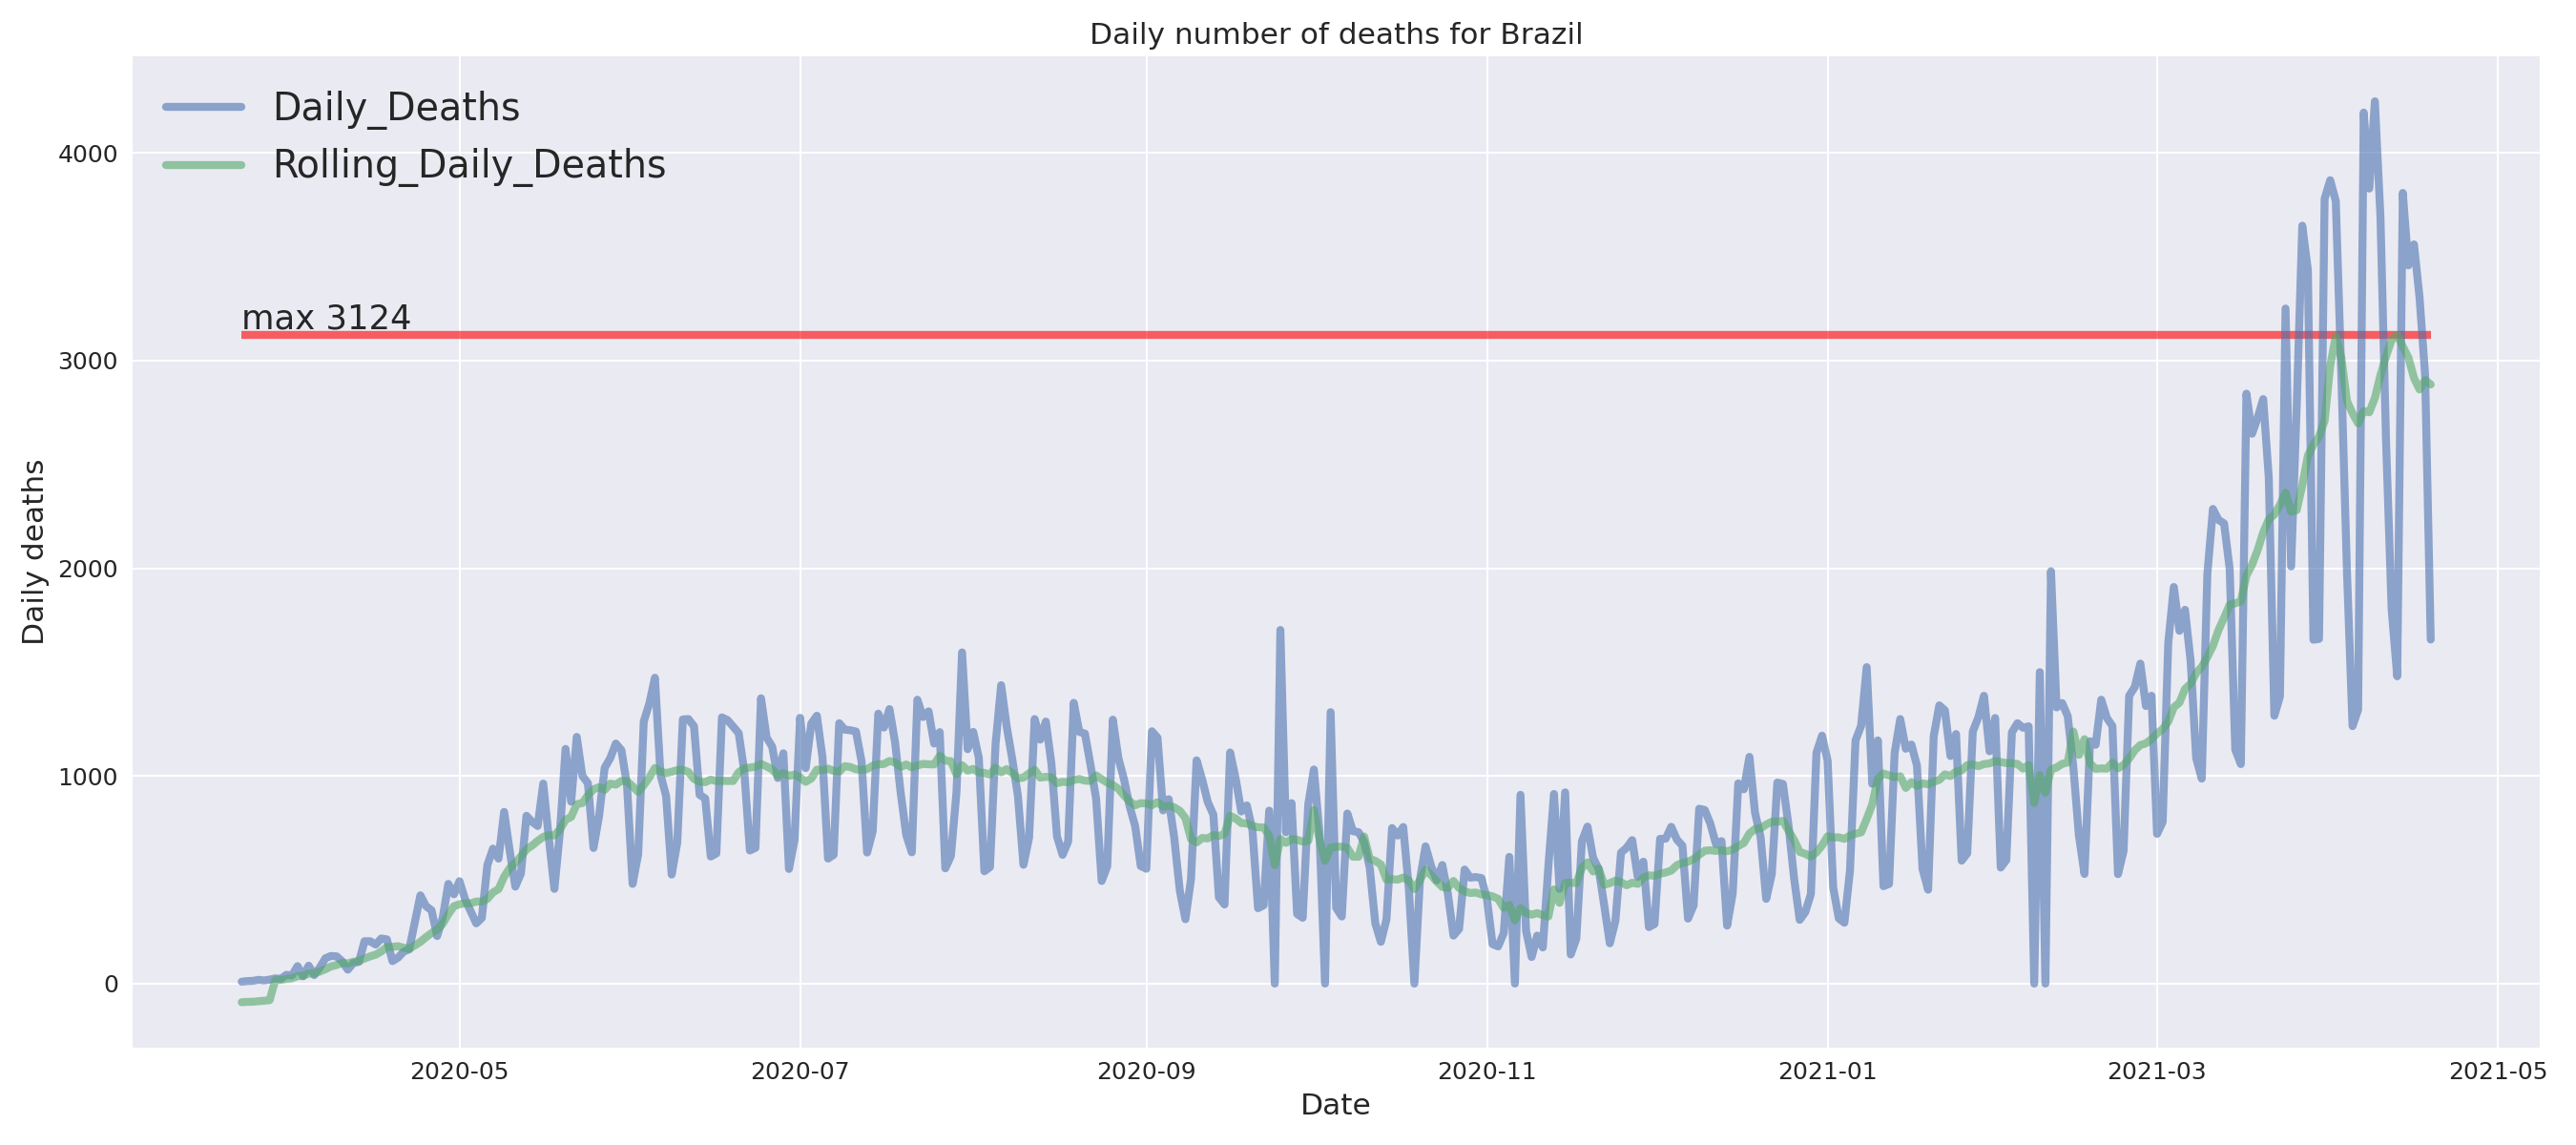 Daily number of deaths for Brazil
Daily_Deaths
Rolling_Daily_Deaths
max 3124
4000
3000
2000
1000
0
Daily deaths
2020-05 2020-07 2020-09 2020-11 2021-01 2021-03 2021-05
Date